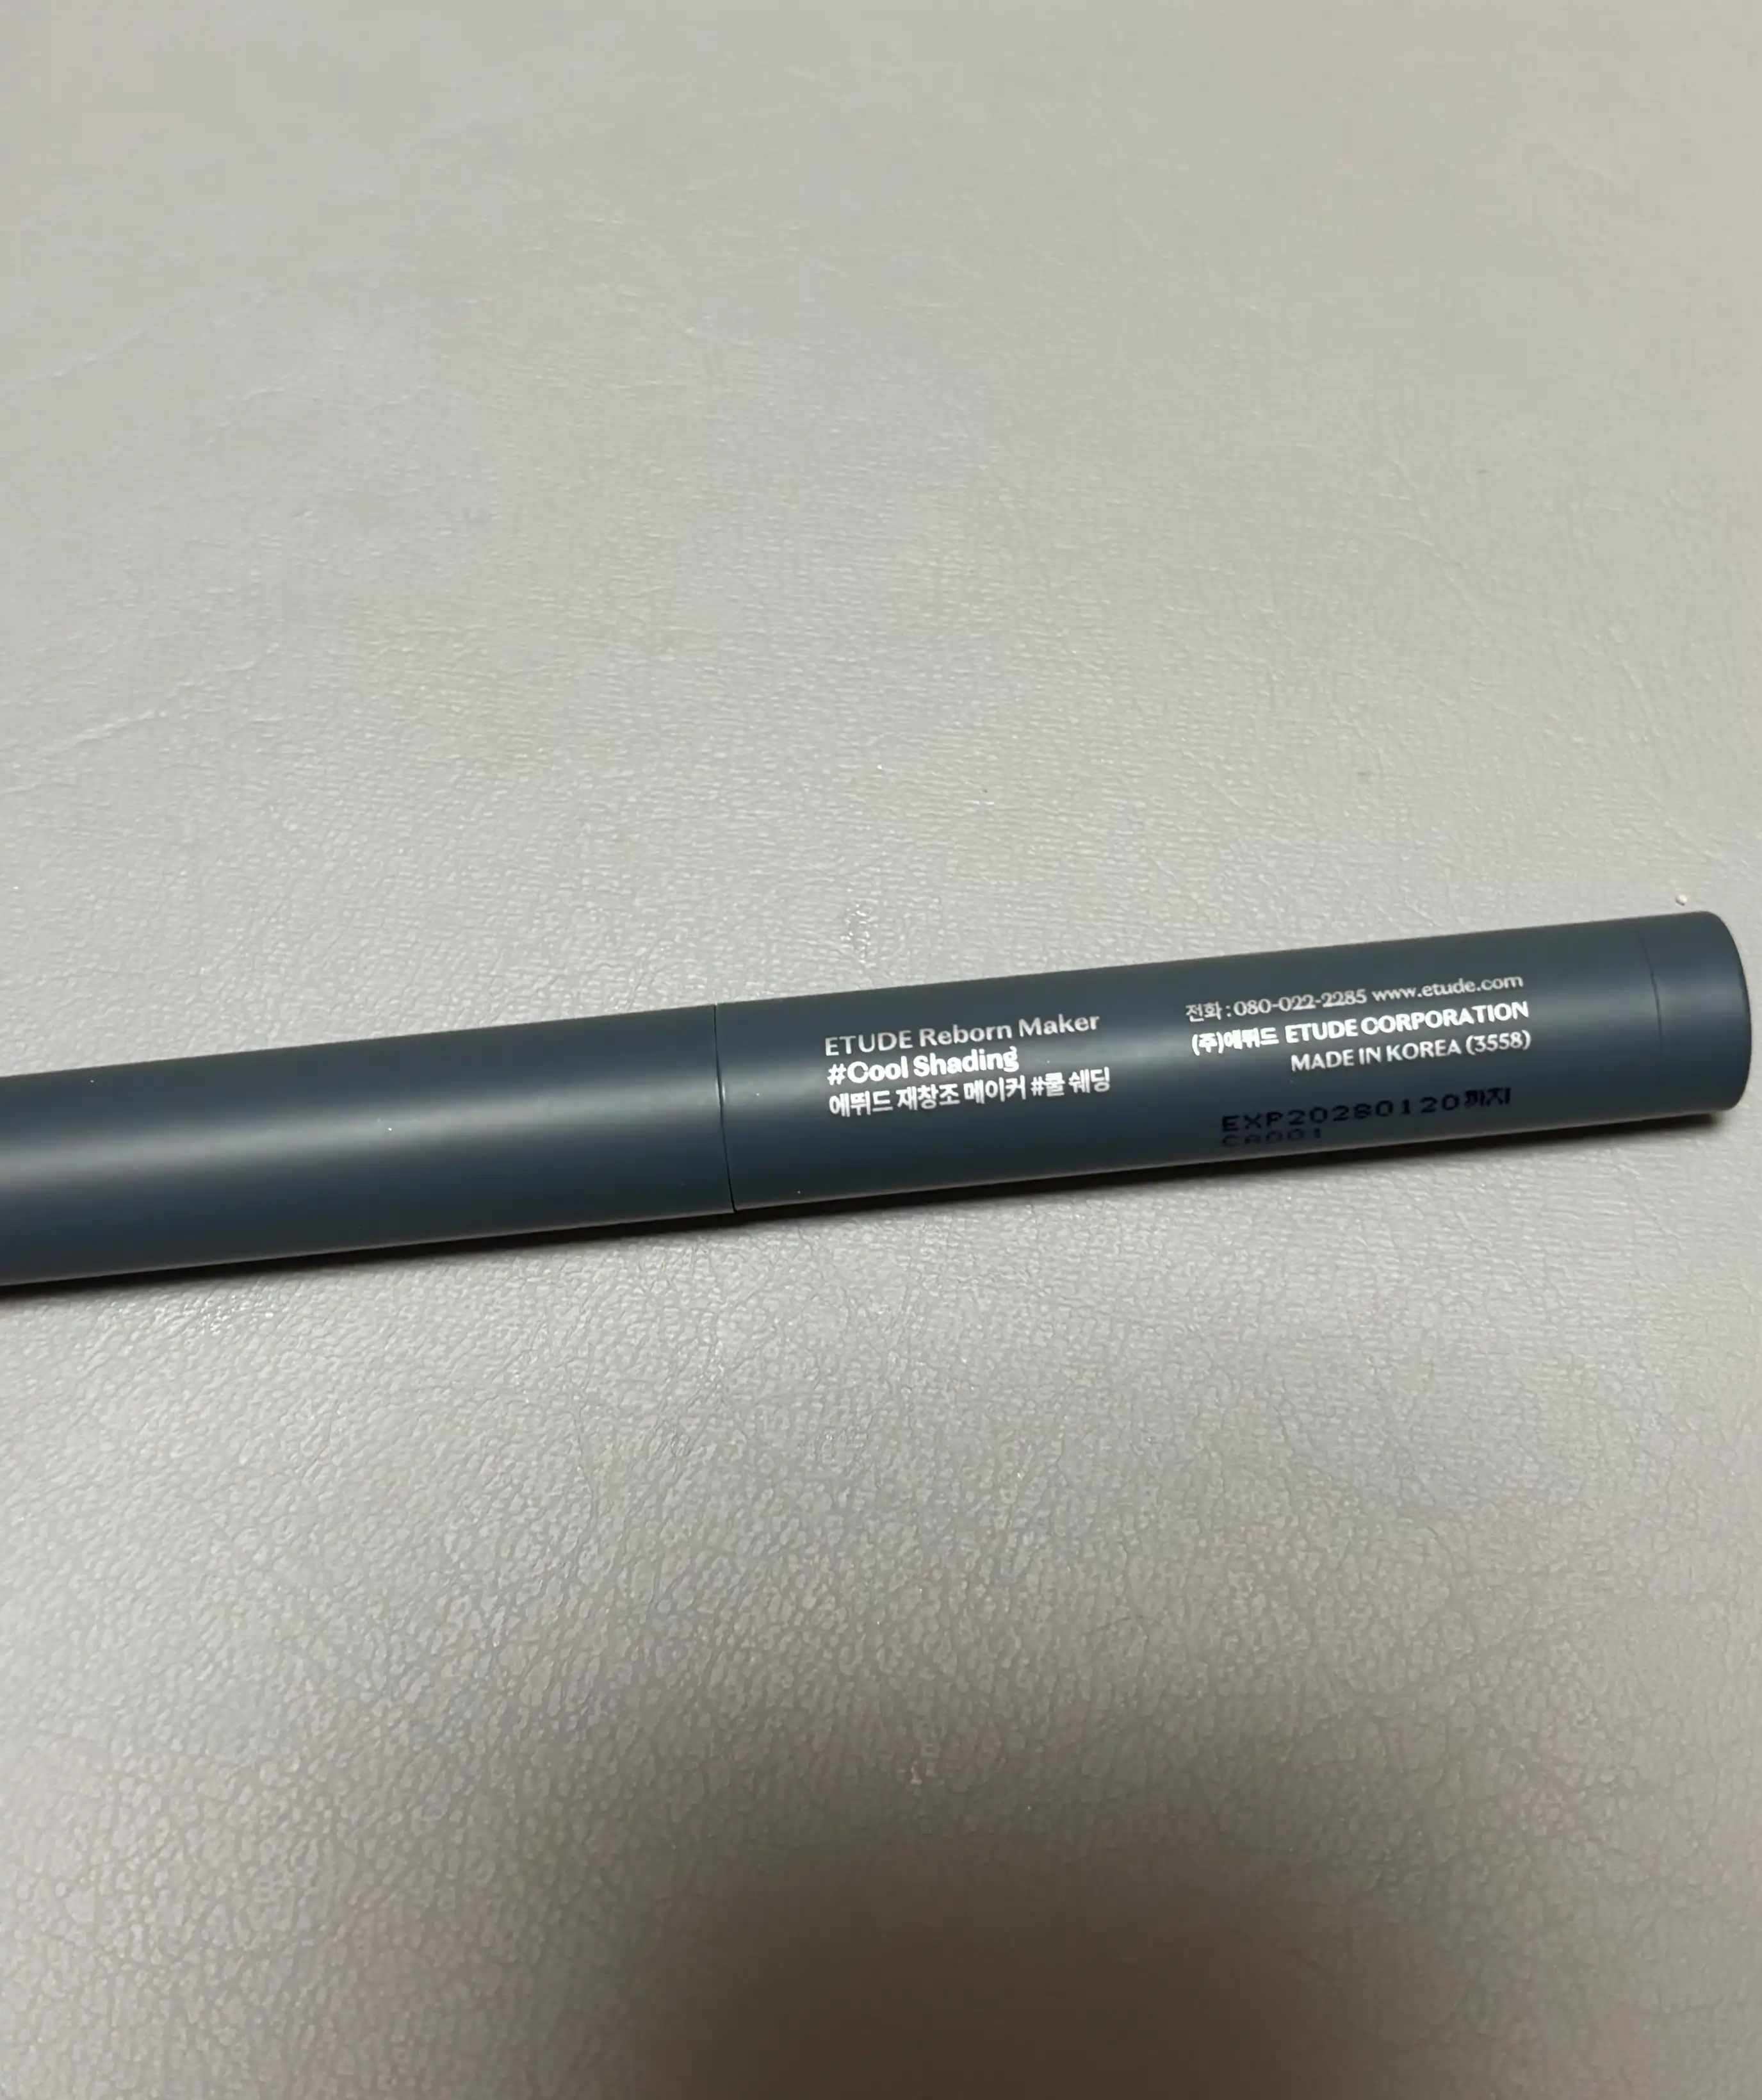 ETUDE Reborn Maker
#Cool Shading
에뛰드 재창조 메이커 #쿨 쉐딩
전화 : 080-022-2285 www.etude.com
(주)에뛰드 ETUDE CORPORATION
MADE IN KOREA (3558)
EXP20280120까지
CA001